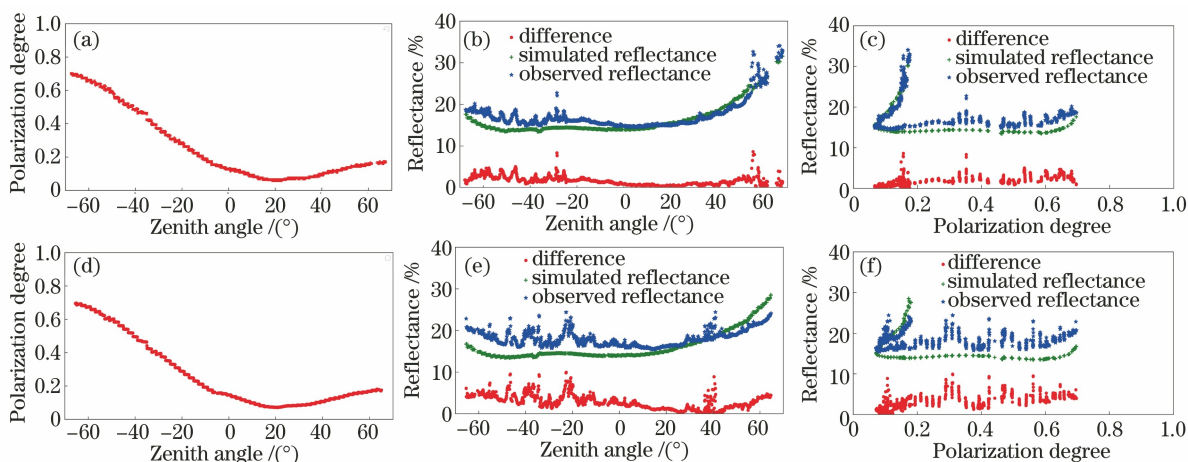 (a)
1.0
0.8
0.6
0.4
0.2
0
Polarization degree
−60 −40 −20 0 20 40 60
Zenith angle /(°)
(b)
40
30
20
10
0
Reflectance /%
difference
simulated reflectance
observed reflectance
−60 −40 −20 0 20 40 60
Zenith angle /(°)
(c)
40
30
20
10
0
Reflectance /%
difference
simulated reflectance
observed reflectance
0 0.2 0.4 0.6 0.8 1.0
Polarization degree
(d)
1.0
0.8
0.6
0.4
0.2
0
Polarization degree
−60 −40 −20 0 20 40 60
Zenith angle /(°)
(e)
40
30
20
10
0
Reflectance /%
difference
simulated reflectance
observed reflectance
−60 −40 −20 0 20 40 60
Zenith angle /(°)
(f)
40
30
20
10
0
Reflectance /%
difference
simulated reflectance
observed reflectance
0 0.2 0.4 0.6 0.8 1.0
Polarization degree